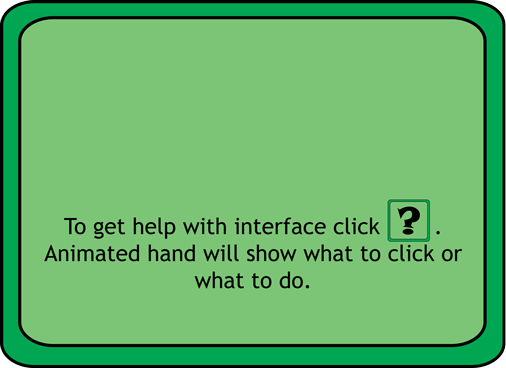 To get help with interface click ? .
Animated hand will show what to click or
what to do.